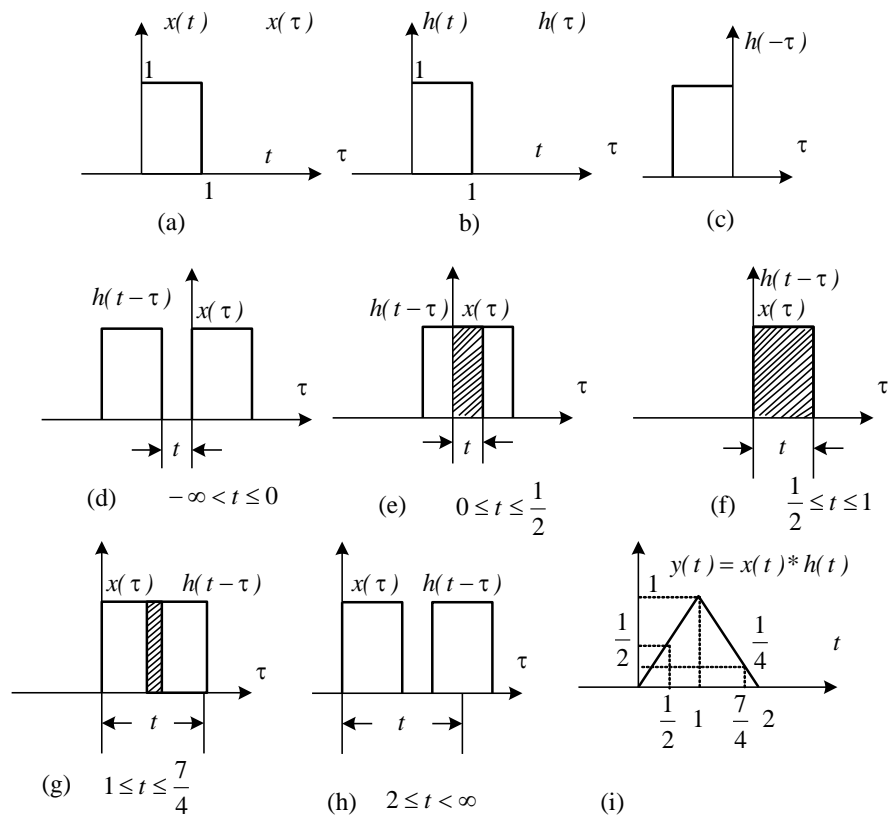 x(t) x(τ)
1
t τ
1
(a)
h(t) h(τ)
1
t τ
1
b)
h(−τ)
τ
(c)
h(t−τ) x(τ)
τ
t
(d) −∞<t≤0
h(t−τ) x(τ)
τ
t
(e) 0≤t≤1/2
h(t−τ)
x(τ)
τ
t
(f) 1/2≤t≤1
x(τ) h(t−τ)
τ
t
(g) 1≤t≤7/4
x(τ) h(t−τ)
τ
t
(h) 2≤t<∞
y(t)=x(t)*h(t)
1
1/2 1/4 t
1/2 1 7/4 2
(i)